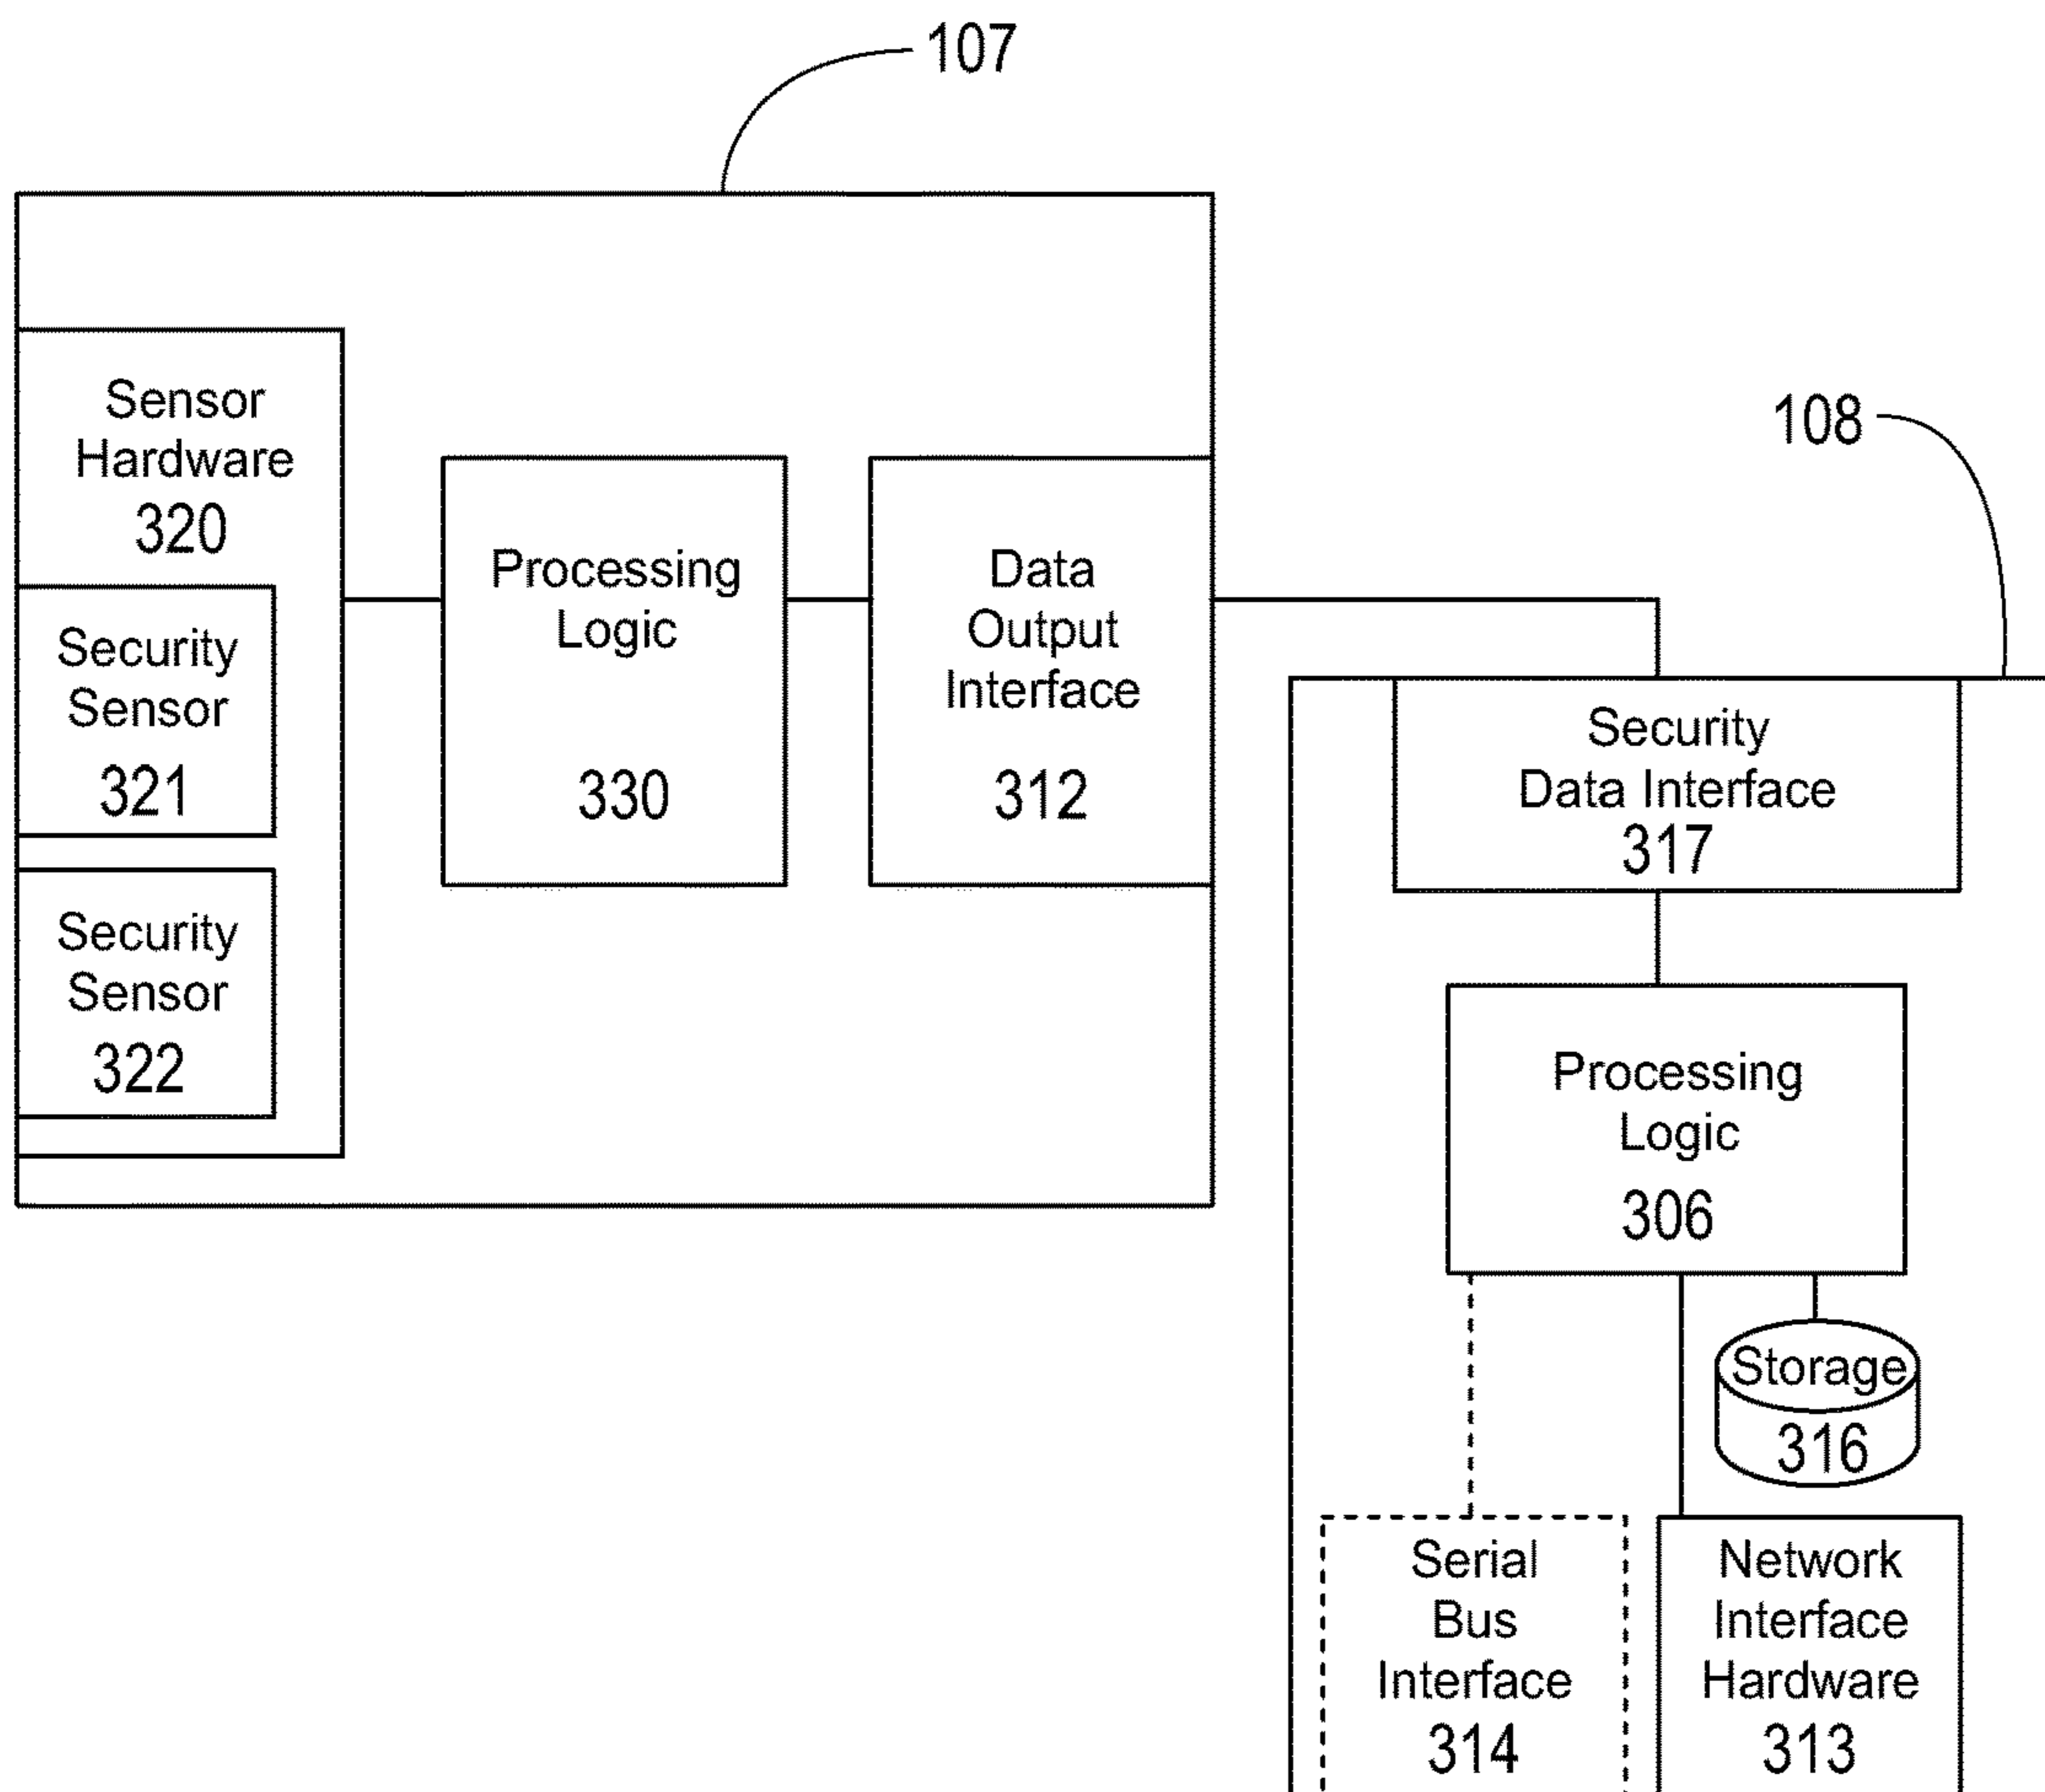 107
Sensor
Hardware
320
Security
Sensor
321
Security
Sensor
322
Processing
Logic
330
Data
Output
Interface
312
108
Security
Data Interface
317
Processing
Logic
306
Storage
316
Serial
Bus
Interface
314
Network
Interface
Hardware
313